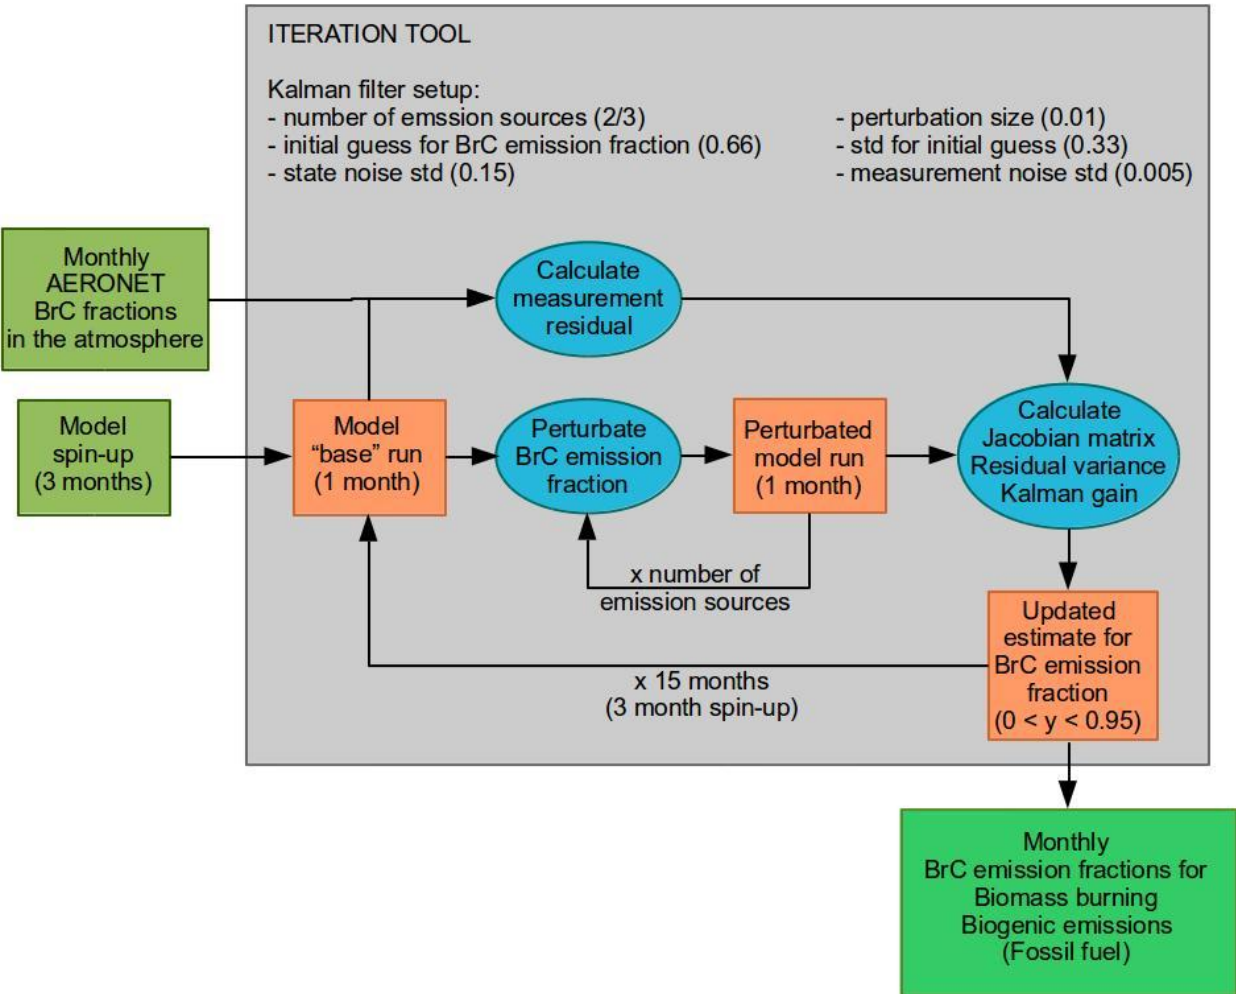 ITERATION TOOL
Kalman filter setup:
- number of emssion sources (2/3)
- initial guess for BrC emission fraction (0.66)
- state noise std (0.15)
- perturbation size (0.01)
- std for initial guess (0.33)
- measurement noise std (0.005)
Monthly
AERONET
BrC fractions
in the atmosphere
Calculate
measurement
residual
Model
spin-up
(3 months)
Model
“base” run
(1 month)
Perturbate
BrC emission
fraction
Perturbated
model run
(1 month)
Calculate
Jacobian matrix
Residual variance
Kalman gain
x number of
emission sources
Updated
estimate for
BrC emission
fraction
(0 < y < 0.95)
x 15 months
(3 month spin-up)
Monthly
BrC emission fractions for
Biomass burning
Biogenic emissions
(Fossil fuel)